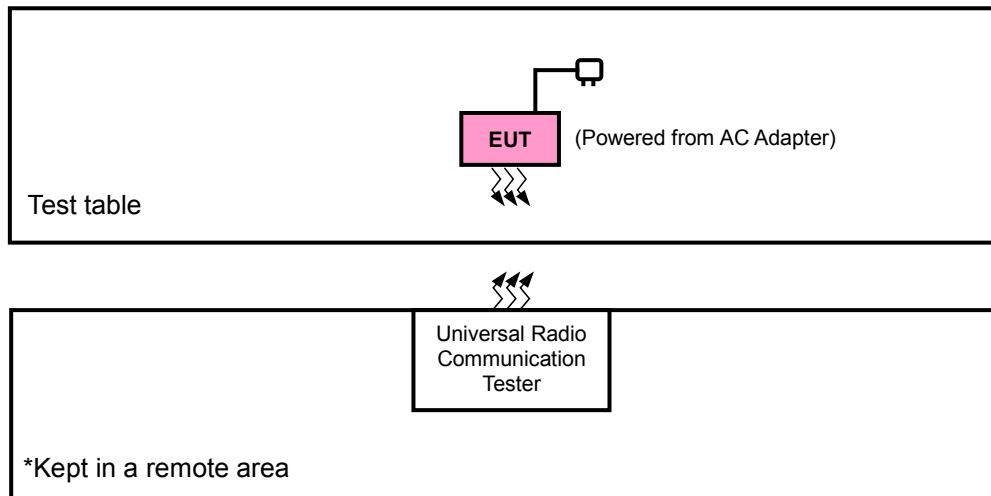 EUT
(Powered from AC Adapter)
Test table
Universal Radio
Communication
Tester
*Kept in a remote area